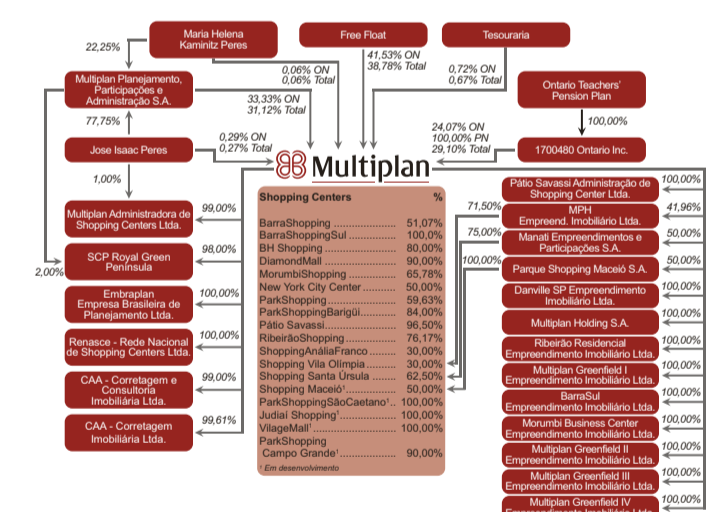 Maria Helena
Kaminitz Peres
Free Float
Tesouraria
22,25%
41,53% ON
38,78% Total
0,06% ON
0,06% Total
0,72% ON
0,67% Total
Multiplan Planejamento,
Participações e
Administração S.A.
33,33% ON
31,12% Total
Ontario Teachers'
Pension Plan
77,75%
100,00%
0,29% ON
0,27% Total
24,07% ON
100,00% PN
29,10% Total
Jose Isaac Peres
1700480 Ontario Inc.
Multiplan
1,00%
99,00%
Multiplan Administradora de
Shopping Centers Ltda.
98,00%
SCP Royal Green
Península
2,00%
100,00%
Embraplan
Empresa Brasileira de
Planejamento Ltda.
100,00%
Renasce - Rede Nacional
de Shopping Centers Ltda.
99,00%
CAA - Corretagem e
Consultoria
Imobiliária Ltda.
99,61%
CAA - Corretagem
Imobiliária Ltda.
Shopping Centers %
BarraShopping ..................... 51,07%
BarraShoppingSul ................ 100,0%
BH Shopping ........................ 80,00%
DiamondMall ........................ 90,00%
MorumbiShopping ................ 65,78%
New York City Center ........... 50,00%
ParkShopping....................... 59,63%
ParkShoppingBarigüi............ 84,00%
Pátio Savassi........................ 96,50%
RibeirãoShopping ................. 76,17%
ShoppingAnáliaFranco ......... 30,00%
Shopping Vila Olímpia .......... 30,00%
Shopping Santa Úrsula ........ 62,50%
Shopping Maceió¹................. 50,00%
ParkShoppingSãoCaetano¹.. 100,00%
Judiaí Shopping¹................... 100,00%
VilageMall¹ ........................... 100,00%
ParkShopping
Campo Grande¹.................... 90,00%
¹ Em desenvolvimento
71,50%
75,00%
100,00%
Pátio Savassi Administração de
Shopping Center Ltda.
100,00%
MPH
Empreend. Imobiliário Ltda.
41,96%
Manati Empreendimentos e
Participações S.A.
50,00%
Parque Shopping Maceió S.A.
50,00%
Danville SP Empreendimento
Imobiliário Ltda.
100,00%
Multiplan Holding S.A.
100,00%
Ribeirão Residencial
Empreendimento Imobiliário Ltda.
100,00%
Multiplan Greenfield I
Empreendimento Imobiliário Ltda.
100,00%
BarraSul
Empreendimento Imobiliário Ltda.
100,00%
Morumbi Business Center
Empreendimento Imobiliário Ltda.
100,00%
Multiplan Greenfield II
Empreendimento Imobiliário Ltda.
100,00%
Multiplan Greenfield III
Empreendimento Imobiliário Ltda.
100,00%
Multiplan Greenfield IV
Empreendimento Imobiliário Ltda.
100,00%